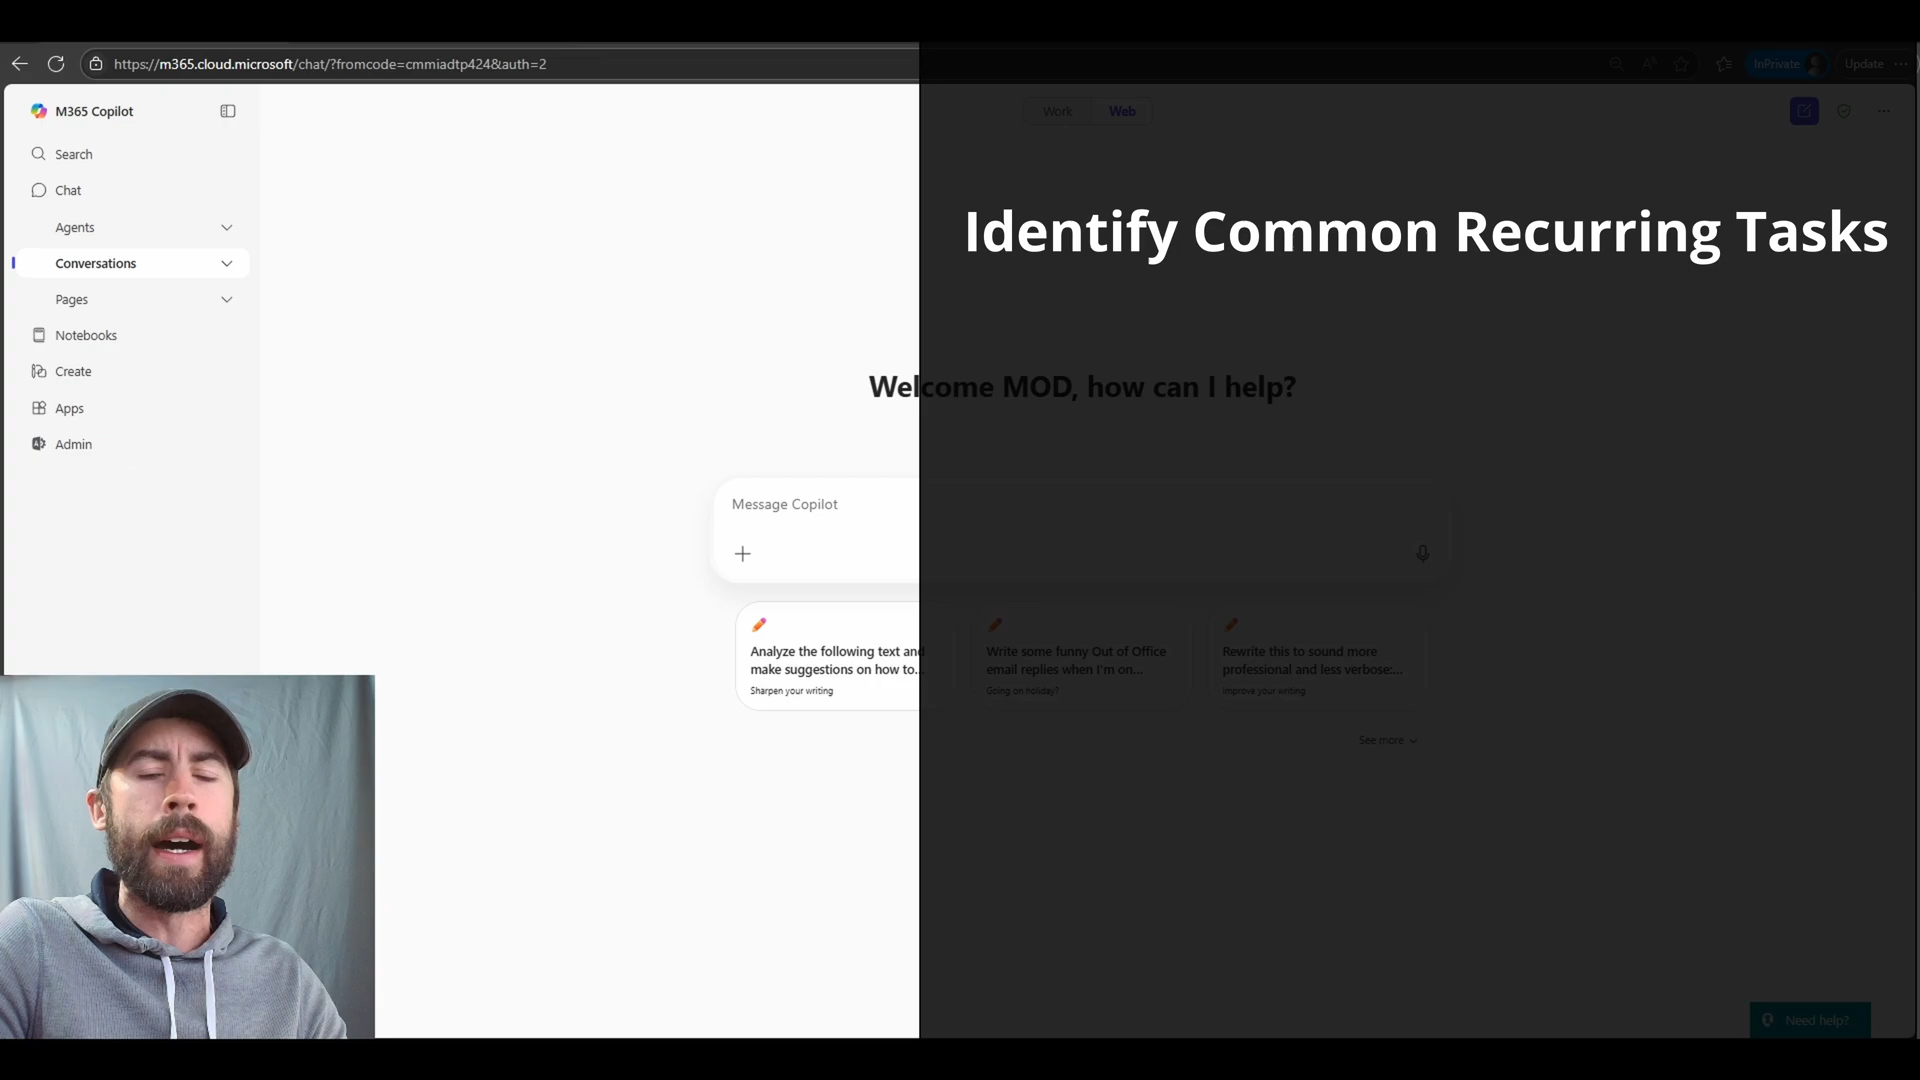 https://m365.cloud.microsoft/chat/?fromcode=cmmiadtp424&auth=2
InPrivate
Update
M365 Copilot
Work
Web
Search
Chat
Agents
Conversations
Pages
Notebooks
Create
Apps
Admin
Identify Common Recurring Tasks
Welcome MOD, how can I help?
Message Copilot
Analyze the following text and
make suggestions on how to...
Sharpen your writing
Write some funny Out of Office
email replies when I'm on...
Going on holiday?
Rewrite this to sound more
professional and less verbose:...
Improve your writing
See more
Need help?